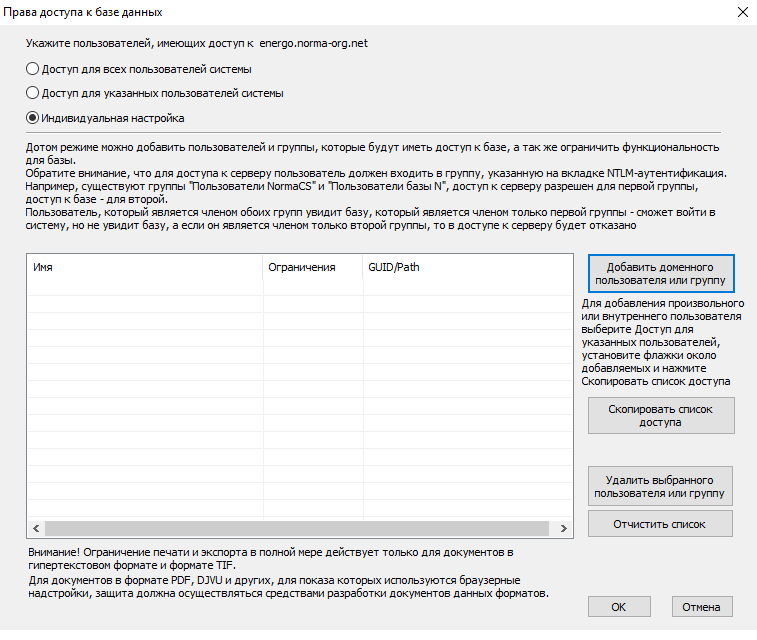 Права доступа к базе данных
Укажите пользователей, имеющих доступ к energo.norma-org.net
Доступ для всех пользователей системы
Доступ для указанных пользователей системы
Индивидуальная настройка
Дотом режиме можно добавить пользователей и группы, которые будут иметь доступ к базе, а так же ограничить функциональность
для базы.
Обратите внимание, что для доступа к серверу пользователь должен входить в группу, указанную на вкладке NTLM-аутентификация.
Например, существуют группы "Пользователи NormaCS" и "Пользователи базы N", доступ к серверу разрешен для первой группы,
доступ к базе - для второй.
Пользователь, который является членом обоих групп увидит базу, который является членом только первой группы - сможет войти в
систему, но не увидит базу, а если он является членом только второй группы, то в доступе к серверу будет отказано
Имя Ограничения GUID/Path
Добавить доменного
пользователя или группу
Для добавления произвольного
или внутреннего пользователя
выберите Доступ для
указанных пользователей,
установите флажки около
добавляемых и нажмите
Скопировать список доступа
Скопировать список
доступа
Удалить выбранного
пользователя или группу
Отчистить список
Внимание! Ограничение печати и экспорта в полной мере действует только для документов в
гипертекстовом формате и формате TIF.
Для документов в формате PDF, DJVU и других, для показа которых используются браузерные
надстройки, защита должна осуществляться средствами разработки документов данных форматов.
OK Отмена